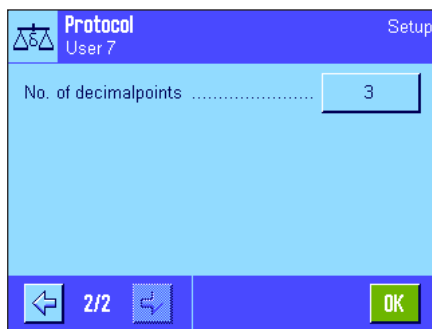 Protocol
Setup
User 7
No. of decimalpoints ....................... 3
2/2
OK